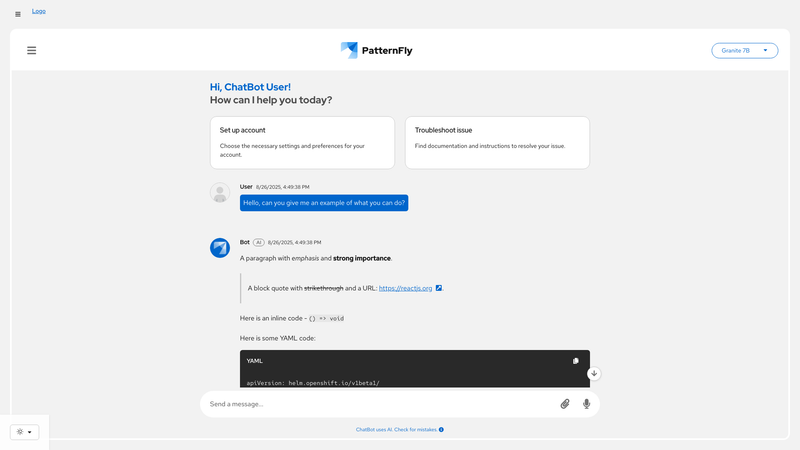 Logo
PatternFly
Granite 7B
Hi, ChatBot User!
How can I help you today?
Set up account
Choose the necessary settings and preferences for your
account.
Troubleshoot issue
Find documentation and instructions to resolve your issue.
User 8/26/2025, 4:49:38 PM
Hello, can you give me an example of what you can do?
Bot AI 8/26/2025, 4:49:38 PM
A paragraph with emphasis and strong importance.
A block quote with strikethrough and a URL: https://reactjs.org.
Here is an inline code - () => void
Here is some YAML code:
YAML
apiVersion: helm.openshift.io/v1beta1/
Send a message...
ChatBot uses AI. Check for mistakes.